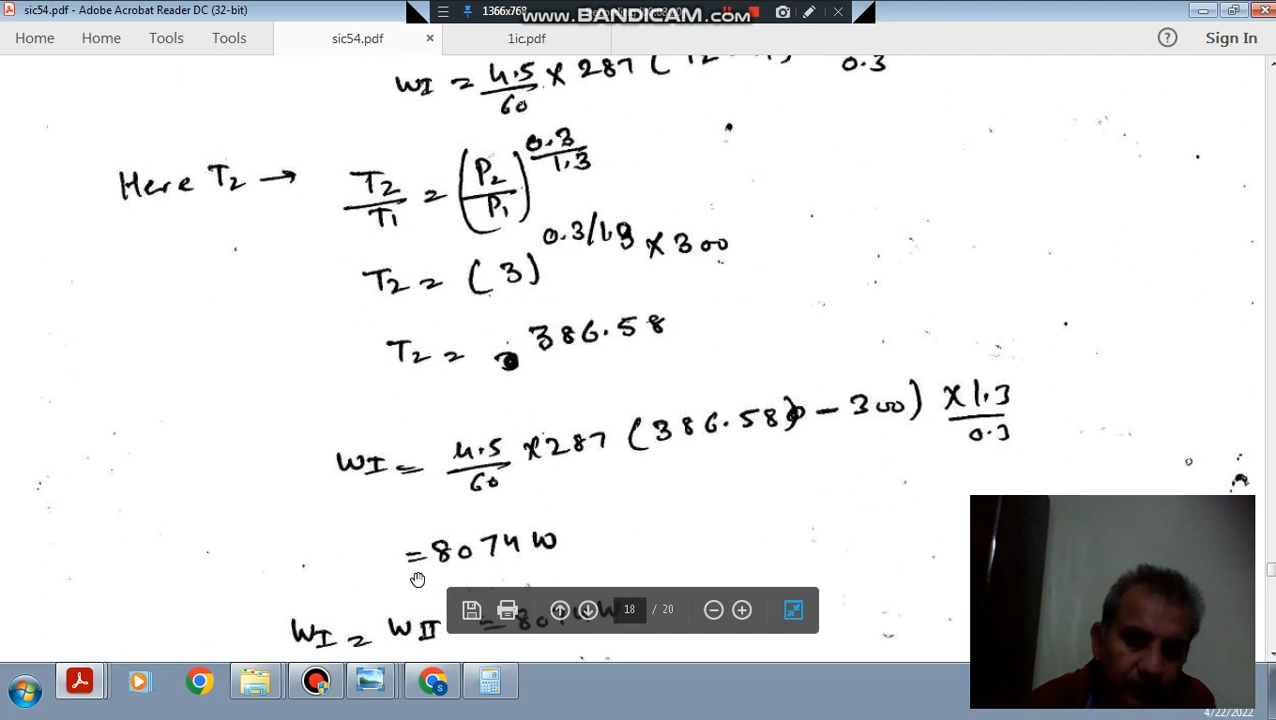 sic54.pdf - Adobe Acrobat Reader DC (32-bit)
1366x768
www.BANDICAM.com
Home Home Tools Tools sic54.pdf × 1ic.pdf Sign In
WI = 4.5/60 × 287 ( 0.3
Here T2 → T2/T1 = (P2/P1)^0.3/1.3
T2 = (3)^0.3/1.3 × 300
T2 = 386.58
WI = 4.5/60 × 287 (386.58 - 300) × 1.3/0.3
= 8074 W
WI = WII =
18 / 20
4/22/2022